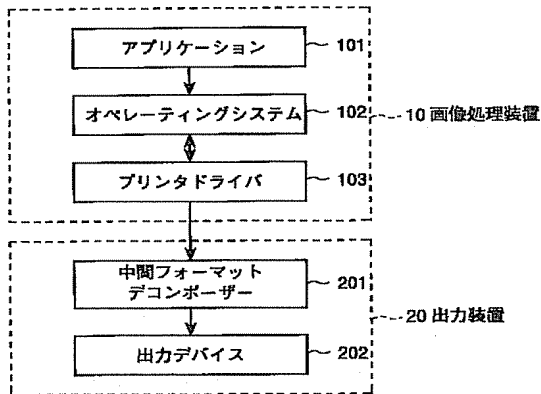 アプリケーション 101
オペレーティングシステム 102
10 画像処理装置
プリンタドライバ 103
中間フォーマット
デコンポーザー 201
20 出力装置
出力デバイス 202